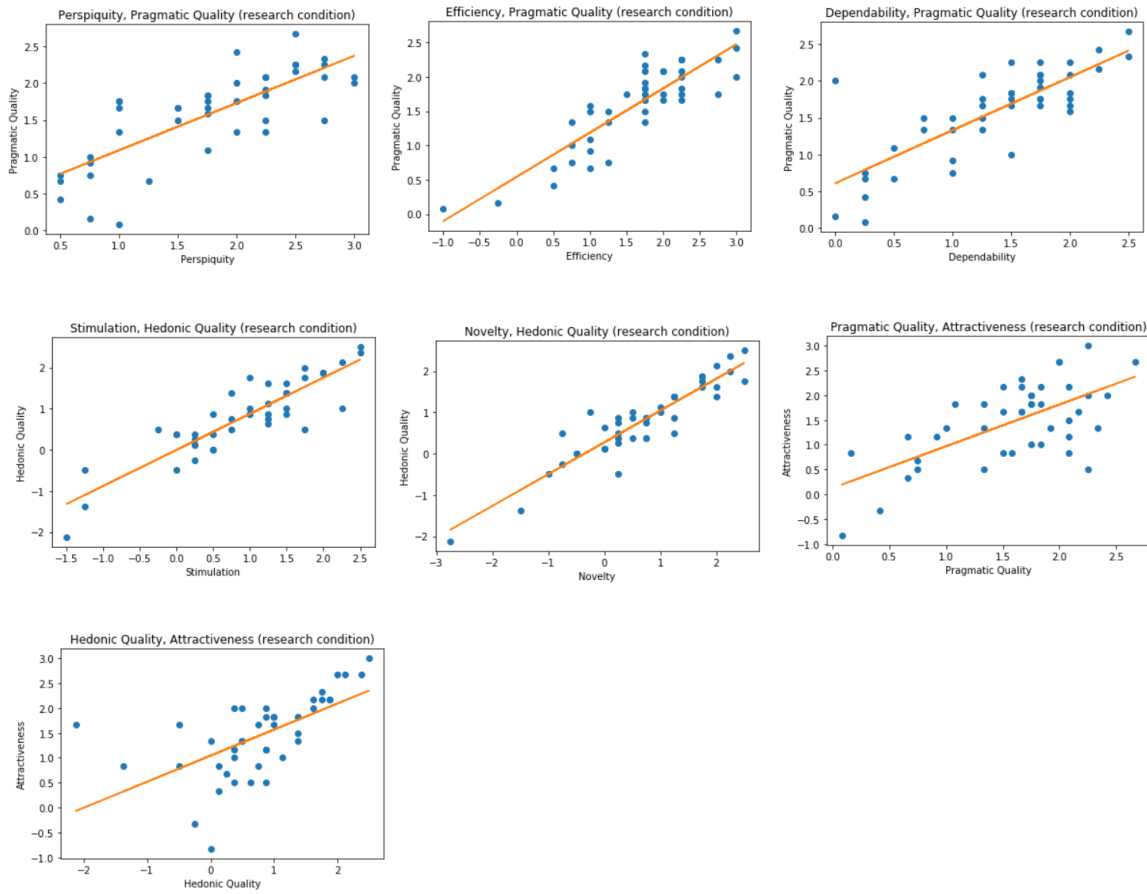 Perspiquity, Pragmatic Quality (research condition)
Pragmatic Quality
2.5
2.0
1.5
1.0
0.5
0.0
0.5 1.0 1.5 2.0 2.5 3.0
Perspiquity
Efficiency, Pragmatic Quality (research condition)
Pragmatic Quality
2.5
2.0
1.5
1.0
0.5
0.0
−1.0 −0.5 0.0 0.5 1.0 1.5 2.0 2.5 3.0
Efficiency
Dependability, Pragmatic Quality (research condition)
Pragmatic Quality
2.5
2.0
1.5
1.0
0.5
0.0
0.0 0.5 1.0 1.5 2.0 2.5
Dependability
Stimulation, Hedonic Quality (research condition)
Hedonic Quality
2
1
0
−1
−2
−1.5 −1.0 −0.5 0.0 0.5 1.0 1.5 2.0 2.5
Stimulation
Novelty, Hedonic Quality (research condition)
Hedonic Quality
2
1
0
−1
−2
−3 −2 −1 0 1 2
Novelty
Pragmatic Quality, Attractiveness (research condition)
Attractiveness
3.0
2.5
2.0
1.5
1.0
0.5
0.0
−0.5
−1.0
0.0 0.5 1.0 1.5 2.0 2.5
Pragmatic Quality
Hedonic Quality, Attractiveness (research condition)
Attractiveness
3.0
2.5
2.0
1.5
1.0
0.5
0.0
−0.5
−1.0
−2 −1 0 1 2
Hedonic Quality